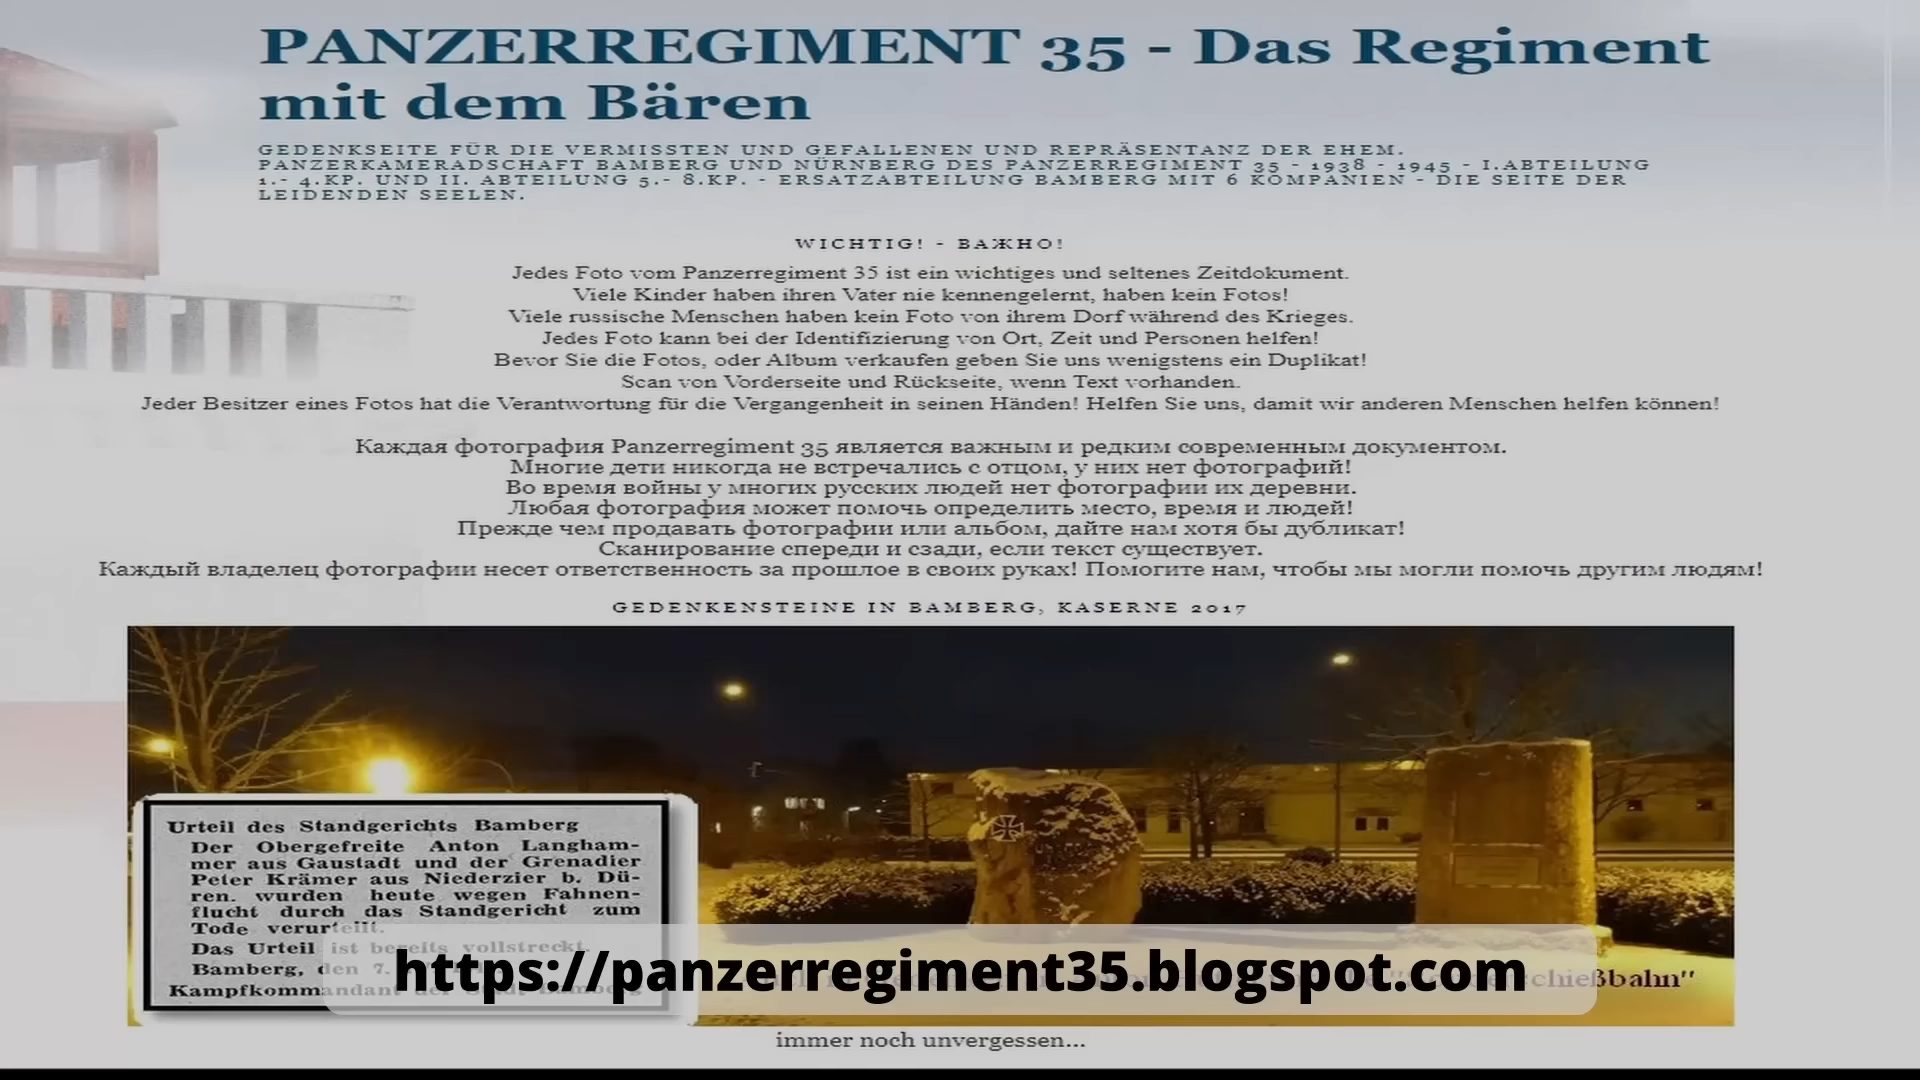 PANZERREGIMENT 35 - Das Regiment
mit dem Bären
GEDENKSEITE FÜR DIE VERMISSTEN UND GEFALLENEN UND REPRÄSENTANZ DER EHEM.
PANZERKAMERADSCHAFT BAMBERG UND NÜRNBERG DES PANZERREGIMENT 35 - 1938 - 1945 - I.ABTEILUNG
1.- 4.KP. UND II. ABTEILUNG 5.- 8.KP. - ERSATZABTEILUNG BAMBERG MIT 6 KOMPANIEN - DIE SEITE DER
LEIDENDEN SEELEN.
WICHTIG! - ВАЖНО!
Jedes Foto vom Panzerregiment 35 ist ein wichtiges und seltenes Zeitdokument.
Viele Kinder haben ihren Vater nie kennengelernt, haben kein Fotos!
Viele russische Menschen haben kein Foto von ihrem Dorf während des Krieges.
Jedes Foto kann bei der Identifizierung von Ort, Zeit und Personen helfen!
Bevor Sie die Fotos, oder Album verkaufen geben Sie uns wenigstens ein Duplikat!
Scan von Vorderseite und Rückseite, wenn Text vorhanden.
Jeder Besitzer eines Fotos hat die Verantwortung für die Vergangenheit in seinen Händen! Helfen Sie uns, damit wir anderen Menschen helfen können!
Каждая фотография Panzerregiment 35 является важным и редким современным документом.
Многие дети никогда не встречались с отцом, у них нет фотографий!
Во время войны у многих русских людей нет фотографии их деревни.
Любая фотография может помочь определить место, время и людей!
Прежде чем продавать фотографии или альбом, дайте нам хотя бы дубликат!
Сканирование спереди и сзади, если текст существует.
Каждый владелец фотографии несет ответственность за прошлое в своих руках! Помогите нам, чтобы мы могли помочь другим людям!
GEDENKENSTEINE IN BAMBERG, KASERNE 2017
Urteil des Standgerichts Bamberg
Der Obergefreite Anton Langham-
mer aus Gaustadt und der Grenadier
Peter Krämer aus Niederzier b. Dü-
ren. wurden heute wegen Fahnen-
flucht durch das Standgericht zum
Tode verurteilt.
Das Urteil ist bereits vollstreckt.
Bamberg, den 7.
Kampfkommandant der Stadt Bamberg
https://panzerregiment35.blogspot.com
immer noch unvergessen...